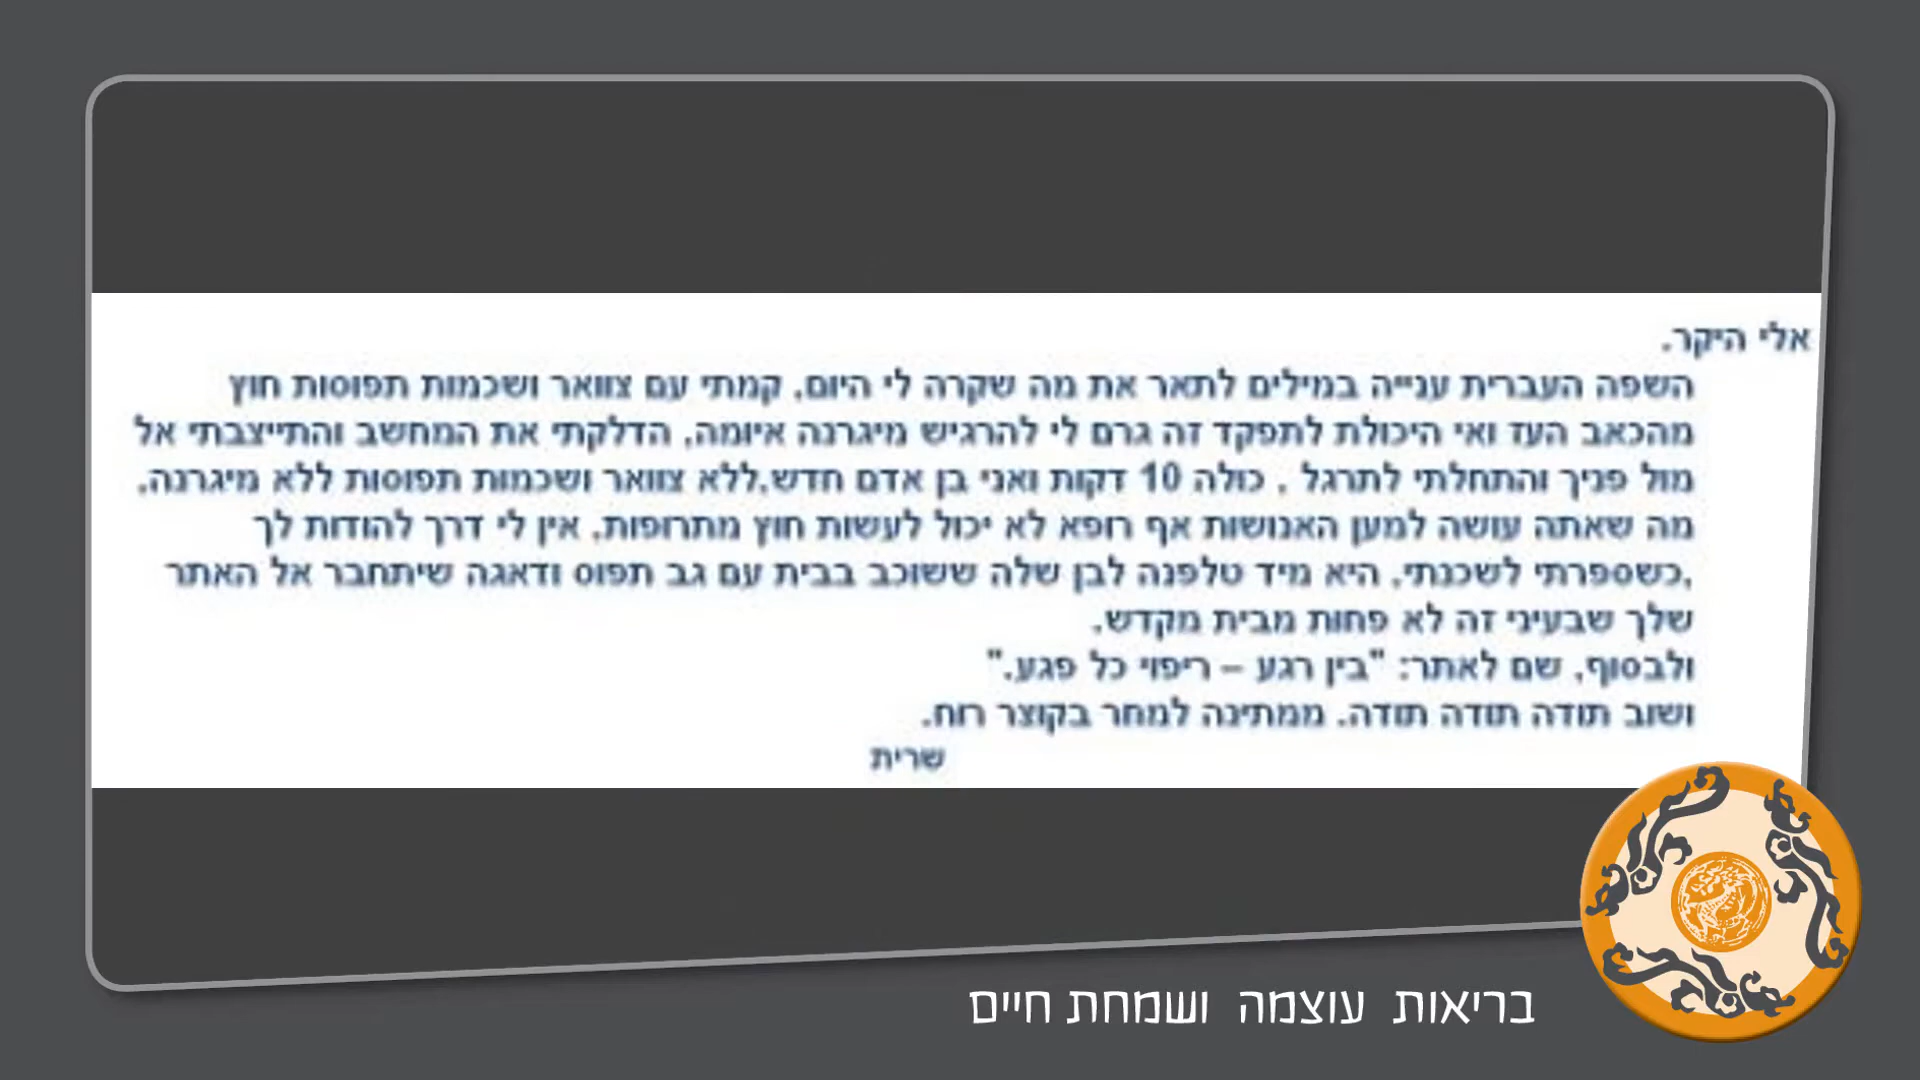 אלי היקר.
השפה העברית ענייה במילים לתאר את מה שקרה לי היום, קמתי עם צוואר ושכמות תפוסות חוץ
מהכאב העז ואי היכולת לתפקד זה גרם לי להרגיש מיגרנה איומה, הדלקתי את המחשב והתייצבתי אל
מול פניך והתחלתי לתרגל , כולה 10 דקות ואני בן אדם חדש,ללא צוואר ושכמות תפוסות ללא מיגרנה.
מה שאתה עושה למען האנושות אף רופא לא יכול לעשות חוץ מתרופות, אין לי דרך להודות לך
,כשספרתי לשכנתי, היא מיד טלפנה לבן שלה ששוכב בבית עם גב תפוס ודאגה שיתחבר אל האתר
שלך שבעיני זה לא פחות מבית מקדש.
ולבסוף, שם לאתר: "בין רגע – ריפוי כל פגע."
ושוב תודה תודה תודה. ממתינה למחר בקוצר רוח.
שרית
בריאות עוצמה ושמחת חיים